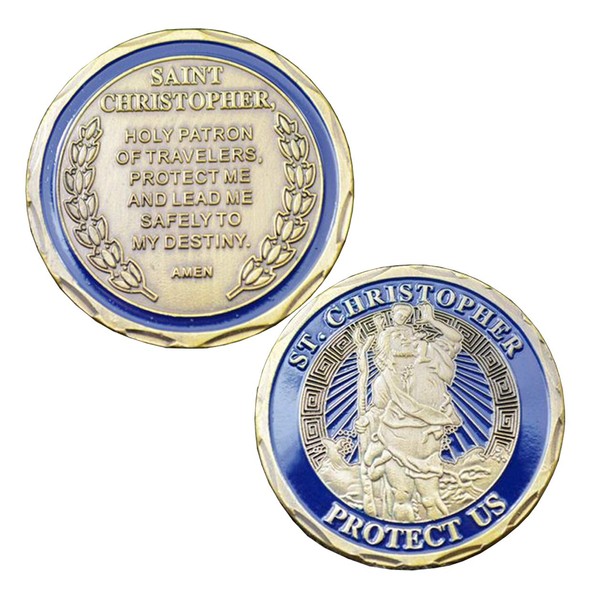 SAINT
CHRISTOPHER,
HOLY PATRON
OF TRAVELERS,
PROTECT ME
AND LEAD ME
SAFELY TO
MY DESTINY.
AMEN
ST. CHRISTOPHER
PROTECT US